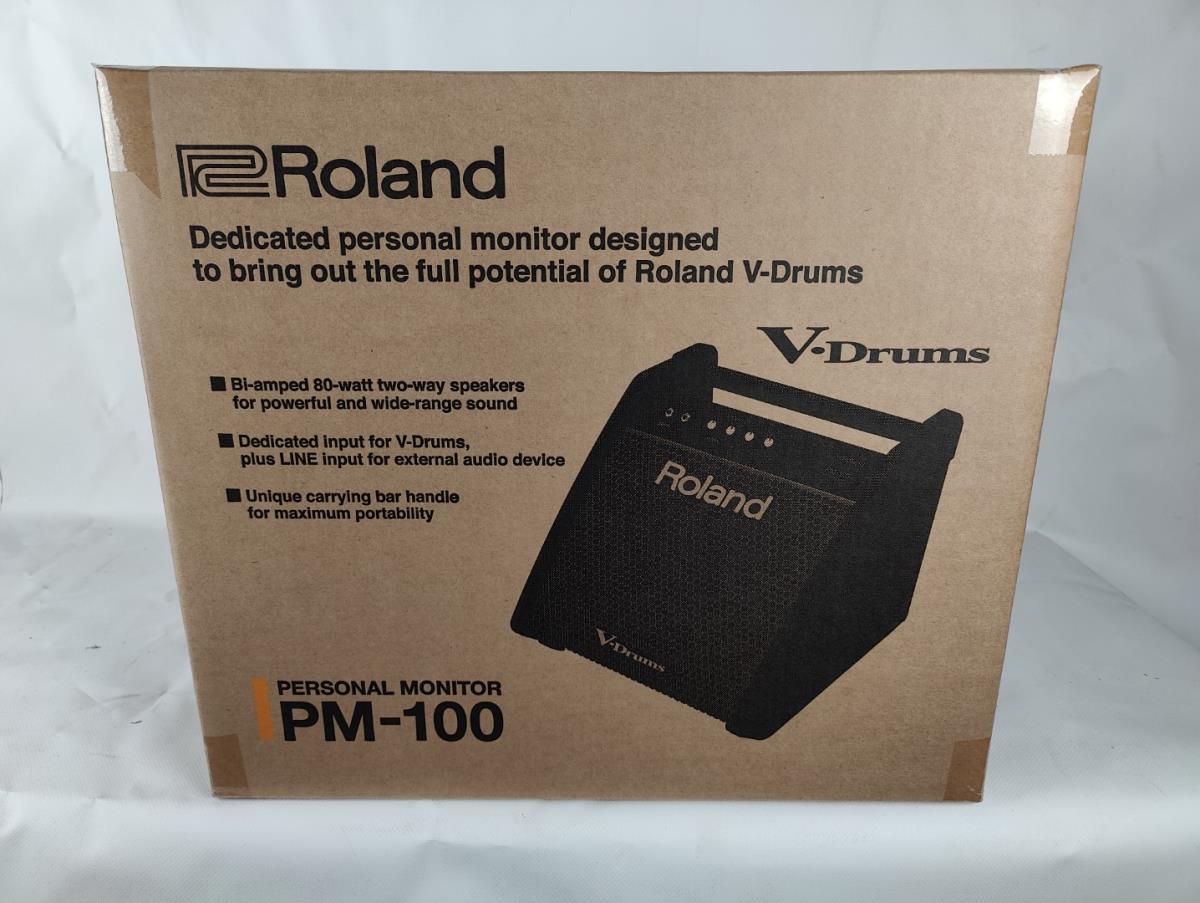 Roland
Dedicated personal monitor designed
to bring out the full potential of Roland V-Drums
V-Drums
■ Bi-amped 80-watt two-way speakers
for powerful and wide-range sound
■ Dedicated input for V-Drums,
plus LINE input for external audio device
■ Unique carrying bar handle
for maximum portability
Roland
V-Drums
PERSONAL MONITOR
PM-100